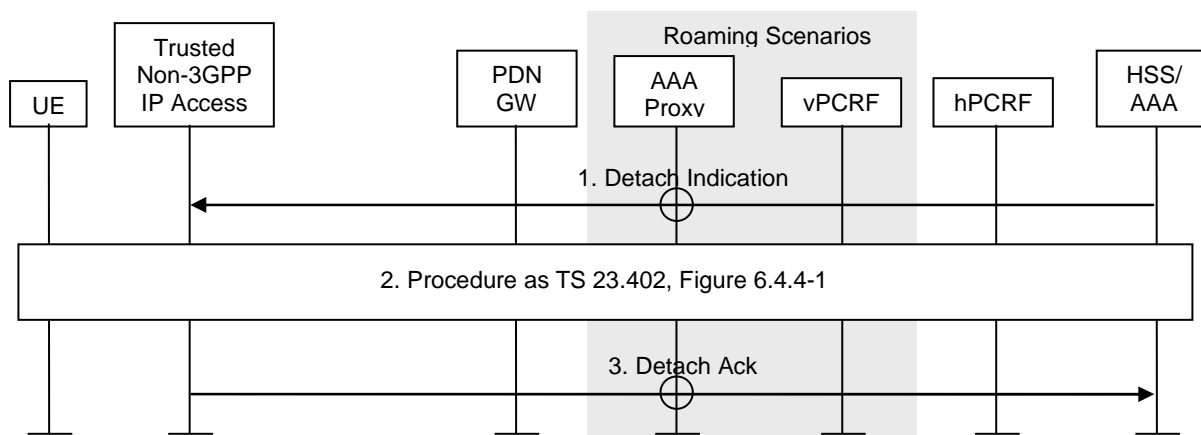 Roaming Scenarios
UE
Trusted
Non-3GPP
IP Access
PDN
GW
AAA
Proxy
vPCRF
hPCRF
HSS/
AAA
1. Detach Indication
2. Procedure as TS 23.402, Figure 6.4.4-1
3. Detach Ack